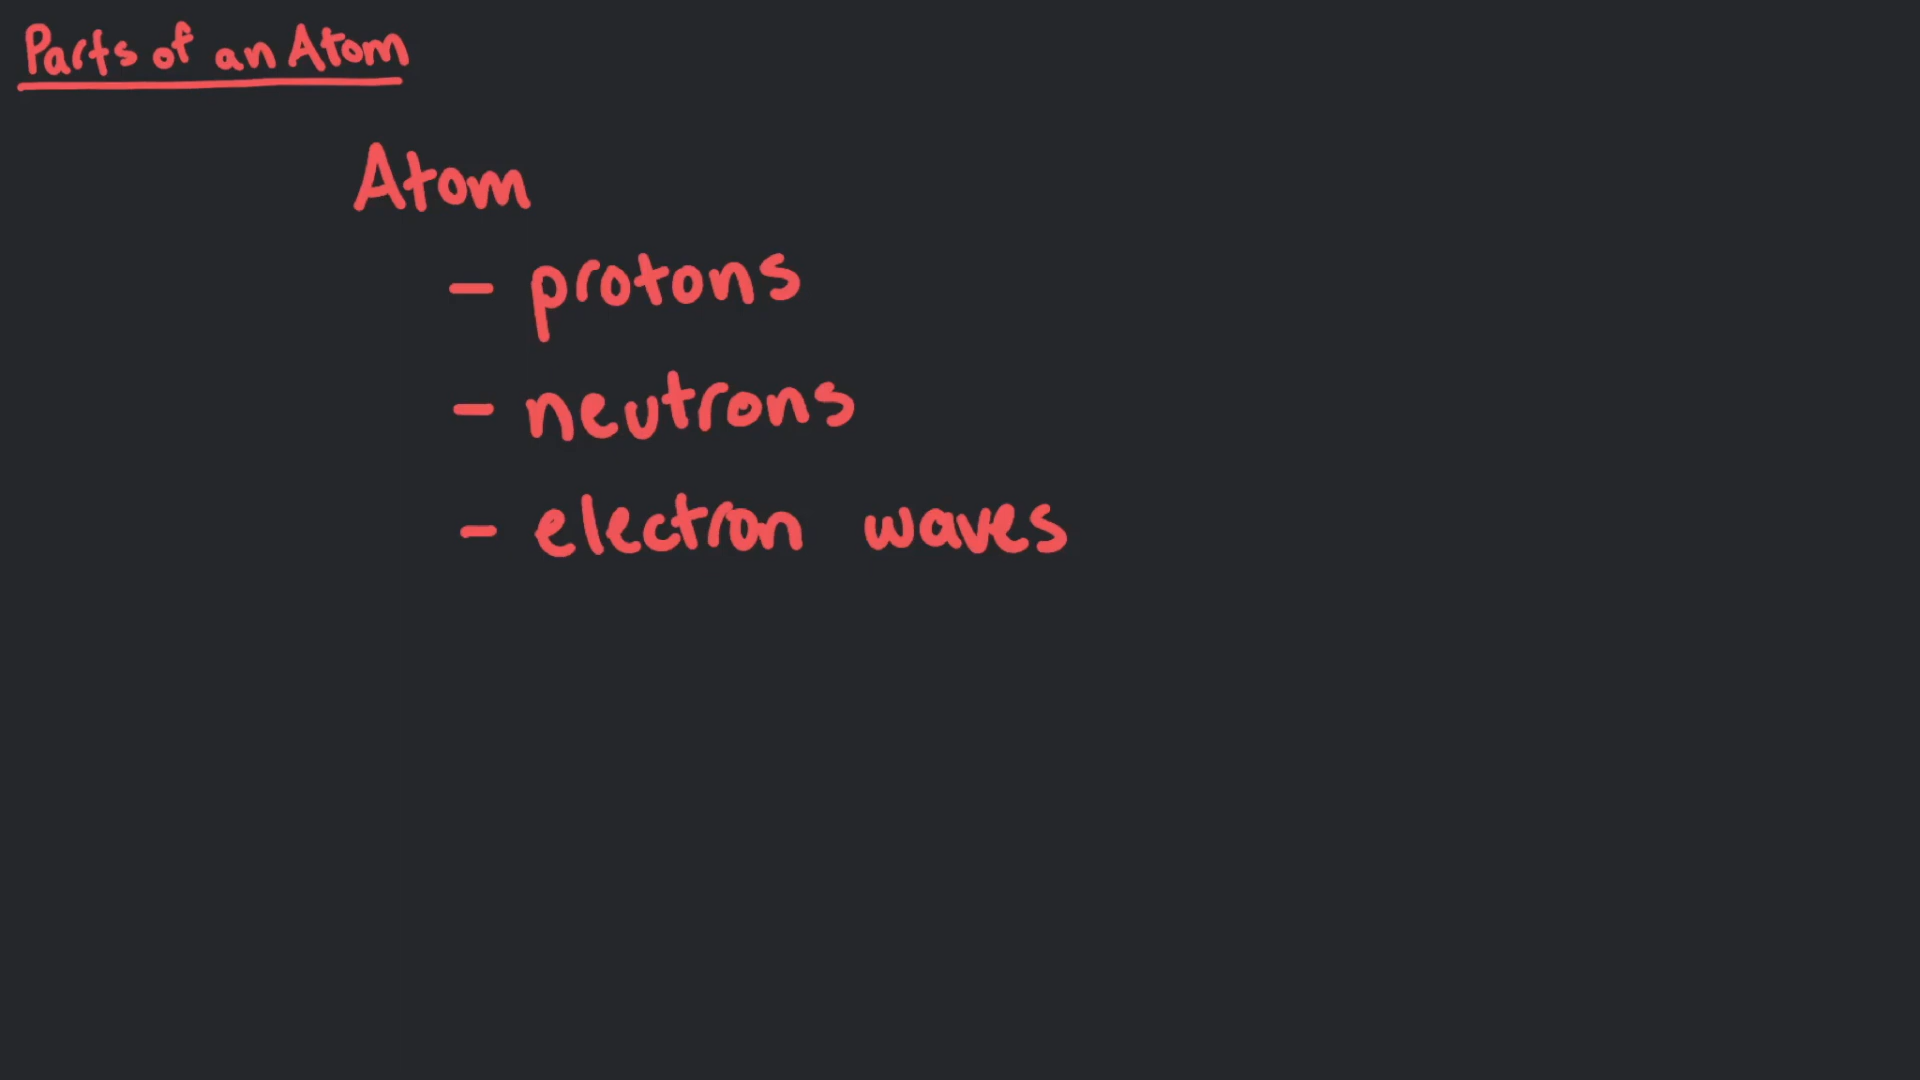 Parts of an Atom
Atom
- protons
- neutrons
- electron waves